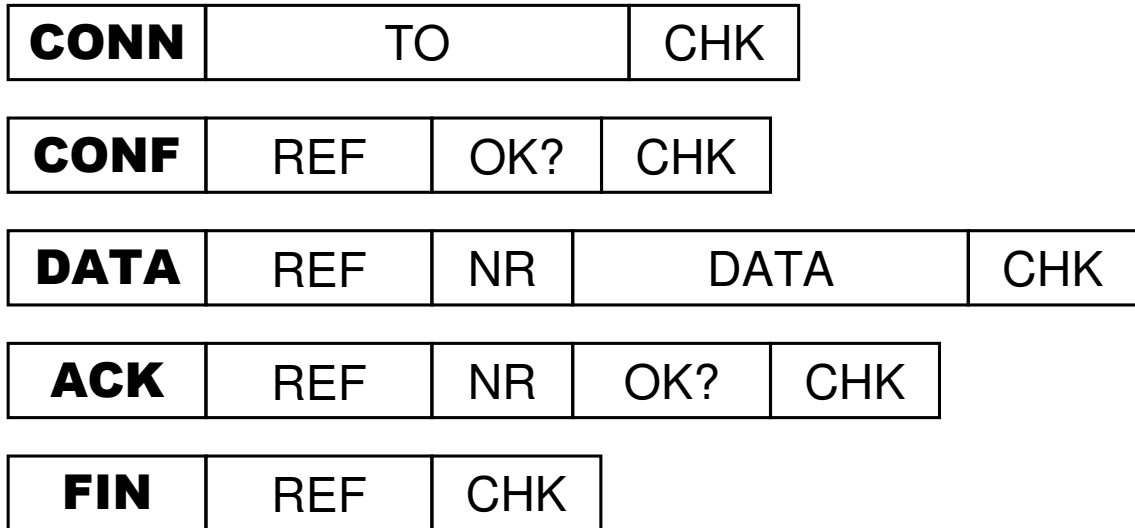 CONN TO CHK
CONF REF OK? CHK
DATA REF NR DATA CHK
ACK REF NR OK? CHK
FIN REF CHK